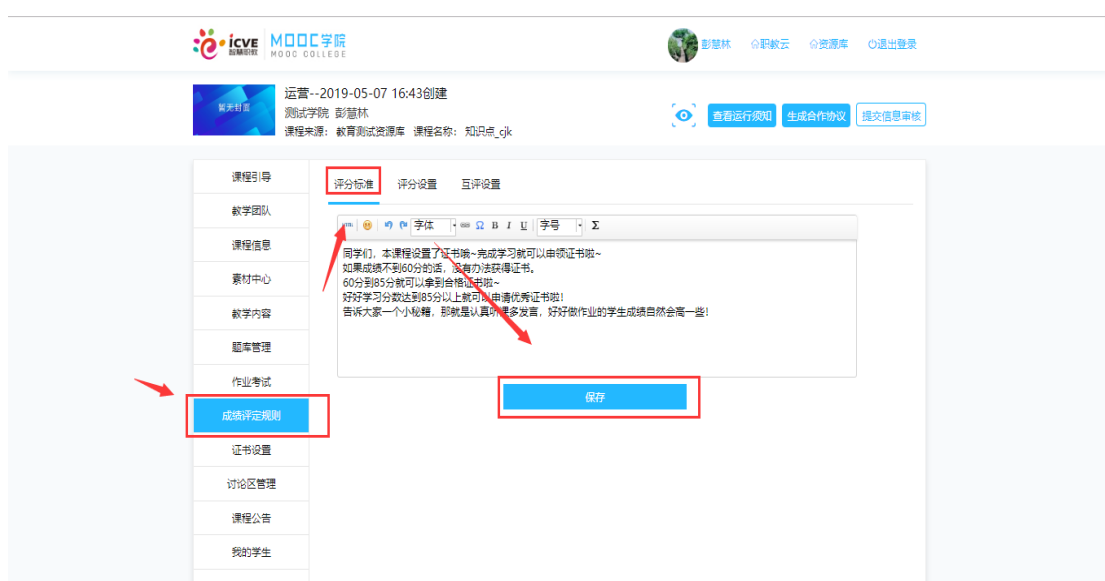 icve 智慧职教 MOOC学院 MOOC COLLEGE
彭慧林 职教云 资源库 退出登录
暂无封面
运营--2019-05-07 16:43创建
测试学院 彭慧林
课程来源: 教育测试资源库 课程名称: 知识点_cjk
查看运行须知 生成合作协议 提交信息审核
课程引导
教学团队
课程信息
素材中心
教学内容
题库管理
作业考试
成绩评定规则
证书设置
讨论区管理
课程公告
我的学生
评分标准 评分设置 互评设置
字体 Ω B I U 字号 Σ
同学们，本课程设置了证书哦~完成学习就可以申领证书啦~
如果成绩不到60分的话，没有办法获得证书。
60分到85分就可以拿到合格证书啦~
好好学习分数达到85分以上就可以申请优秀证书啦!
告诉大家一个小秘籍，那就是认真听课多发言，好好做作业的学生成绩自然会高一些!
保存